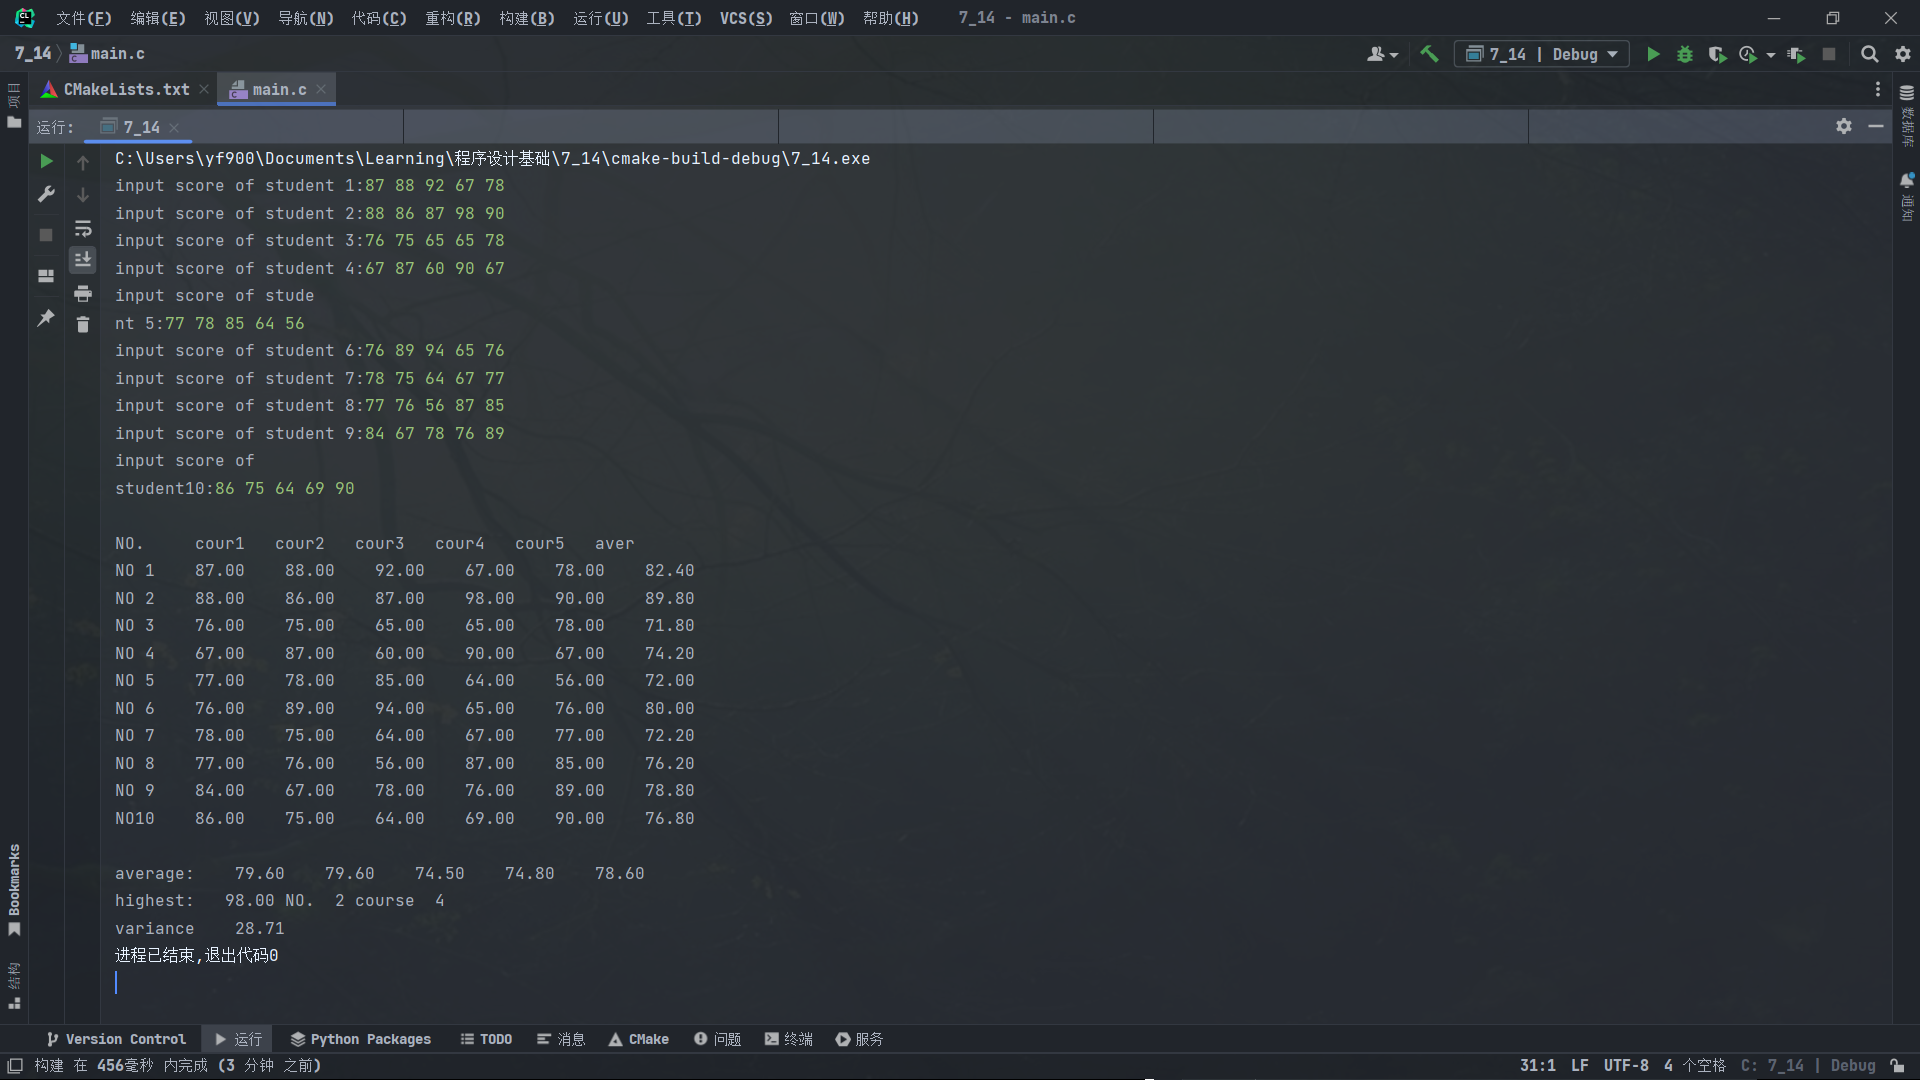 文件(F) 编辑(E) 视图(V) 导航(N) 代码(C) 重构(R) 构建(B) 运行(U) 工具(T) VCS(S) 窗口(W) 帮助(H) 7_14 - main.c
7_14 main.c 7_14 | Debug
CMakeLists.txt main.c
运行: 7_14
项目
数据库
通知
C:\Users\yf900\Documents\Learning\程序设计基础\7_14\cmake-build-debug\7_14.exe
input score of student 1:87 88 92 67 78
input score of student 2:88 86 87 98 90
input score of student 3:76 75 65 65 78
input score of student 4:67 87 60 90 67
input score of stude
nt 5:77 78 85 64 56
input score of student 6:76 89 94 65 76
input score of student 7:78 75 64 67 77
input score of student 8:77 76 56 87 85
input score of student 9:84 67 78 76 89
input score of
student10:86 75 64 69 90
NO. cour1 cour2 cour3 cour4 cour5 aver
NO 1 87.00 88.00 92.00 67.00 78.00 82.40
NO 2 88.00 86.00 87.00 98.00 90.00 89.80
NO 3 76.00 75.00 65.00 65.00 78.00 71.80
NO 4 67.00 87.00 60.00 90.00 67.00 74.20
NO 5 77.00 78.00 85.00 64.00 56.00 72.00
NO 6 76.00 89.00 94.00 65.00 76.00 80.00
NO 7 78.00 75.00 64.00 67.00 77.00 72.20
NO 8 77.00 76.00 56.00 87.00 85.00 76.20
NO 9 84.00 67.00 78.00 76.00 89.00 78.80
NO10 86.00 75.00 64.00 69.00 90.00 76.80
average: 79.60 79.60 74.50 74.80 78.60
highest: 98.00 NO. 2 course 4
variance 28.71
进程已结束,退出代码0
Bookmarks
结构
Version Control 运行 Python Packages TODO 消息 CMake 问题 终端 服务
构建 在 456毫秒 内完成 (3 分钟 之前) 31:1 LF UTF-8 4 个空格 C: 7_14 | Debug